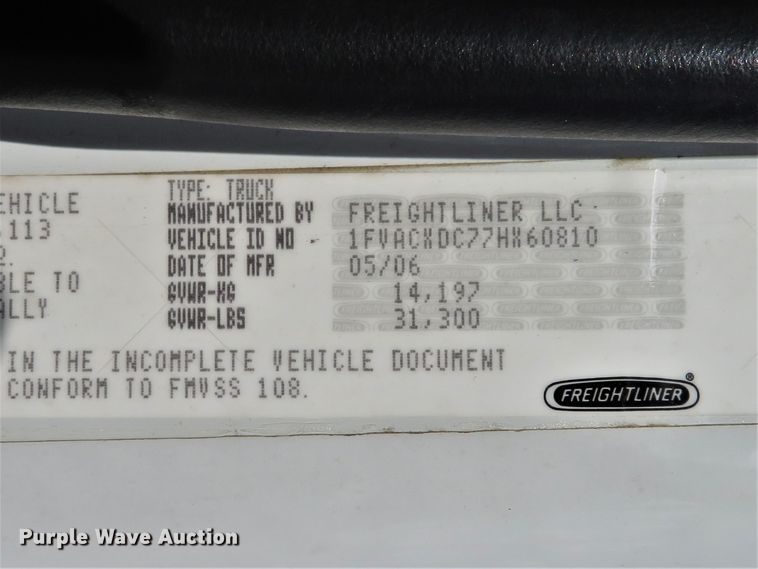 EHICLE
113
BLE TO
ALLY
TYPE: TRUCK
MANUFACTURED BY FREIGHTLINER LLC
VEHICLE ID NO 1FVACXDC77HX60810
DATE OF MFR 05/06
GVWR-KG 14,197
GVWR-LBS 31,300
IN THE INCOMPLETE VEHICLE DOCUMENT
CONFORM TO FMVSS 108.
FREIGHTLINER®
Purple Wave Auction